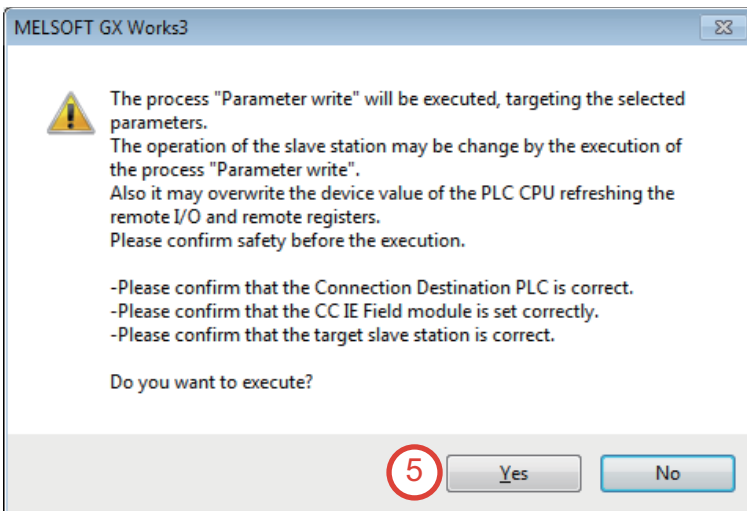 MELSOFT GX Works3
The process "Parameter write" will be executed, targeting the selected
parameters.
The operation of the slave station may be change by the execution of
the process "Parameter write".
Also it may overwrite the device value of the PLC CPU refreshing the
remote I/O and remote registers.
Please confirm safety before the execution.
-Please confirm that the Connection Destination PLC is correct.
-Please confirm that the CC IE Field module is set correctly.
-Please confirm that the target slave station is correct.
Do you want to execute?
5 Yes No